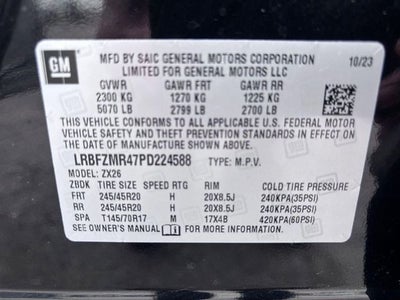 GM
MFD BY SAIC GENERAL MOTORS CORPORATION
LIMITED FOR GENERAL MOTORS LLC
10/23
GVWR GAWR FRT GAWR RR
2300 KG 1270 KG 1225 KG
5070 LB 2799 LB 2700 LB
THIS VEHICLE CONFORMS TO ALL APPLICABLE U.S. FEDERAL MOTOR
VEHICLE SAFETY AND THEFT PREVENTION STANDARDS IN EFFECT ON
THE DATE OF MANUFACTURE SHOWN ABOVE.
LRBFZMR47PD224588 TYPE: M.P.V.
MODEL: ZX26
ZBDK TIRE SIZE SPEED RTG RIM COLD TIRE PRESSURE
FRT 245/45R20 H 20X8.5J 240KPA(35PSI)
RR 245/45R20 H 20X8.5J 240KPA(35PSI)
SPA T145/70R17 M 17X4B 420KPA(60PSI)
SEE OWNER'S MANUAL FOR MORE INFORMATION.